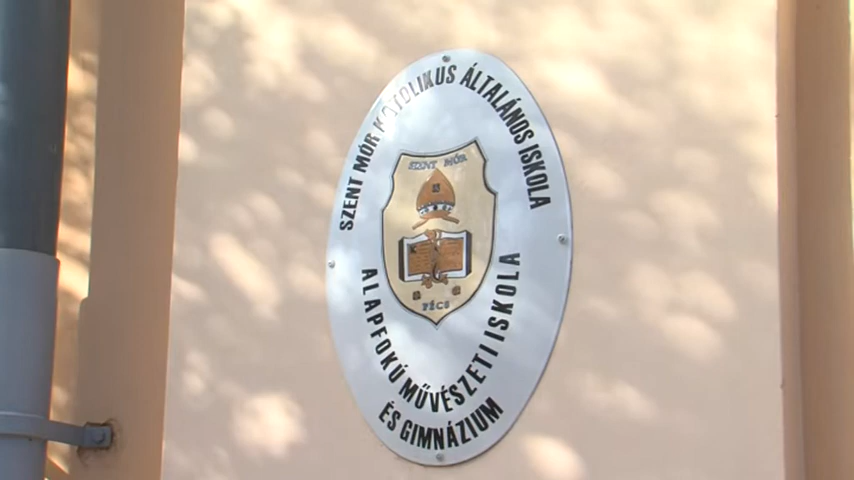 SZENT MÓR KATOLIKUS ÁLTALÁNOS ISKOLA
SZENT MÓR
PÉCS
ALAPFOKÚ MŰVÉSZETI ISKOLA
ÉS GIMNÁZIUM